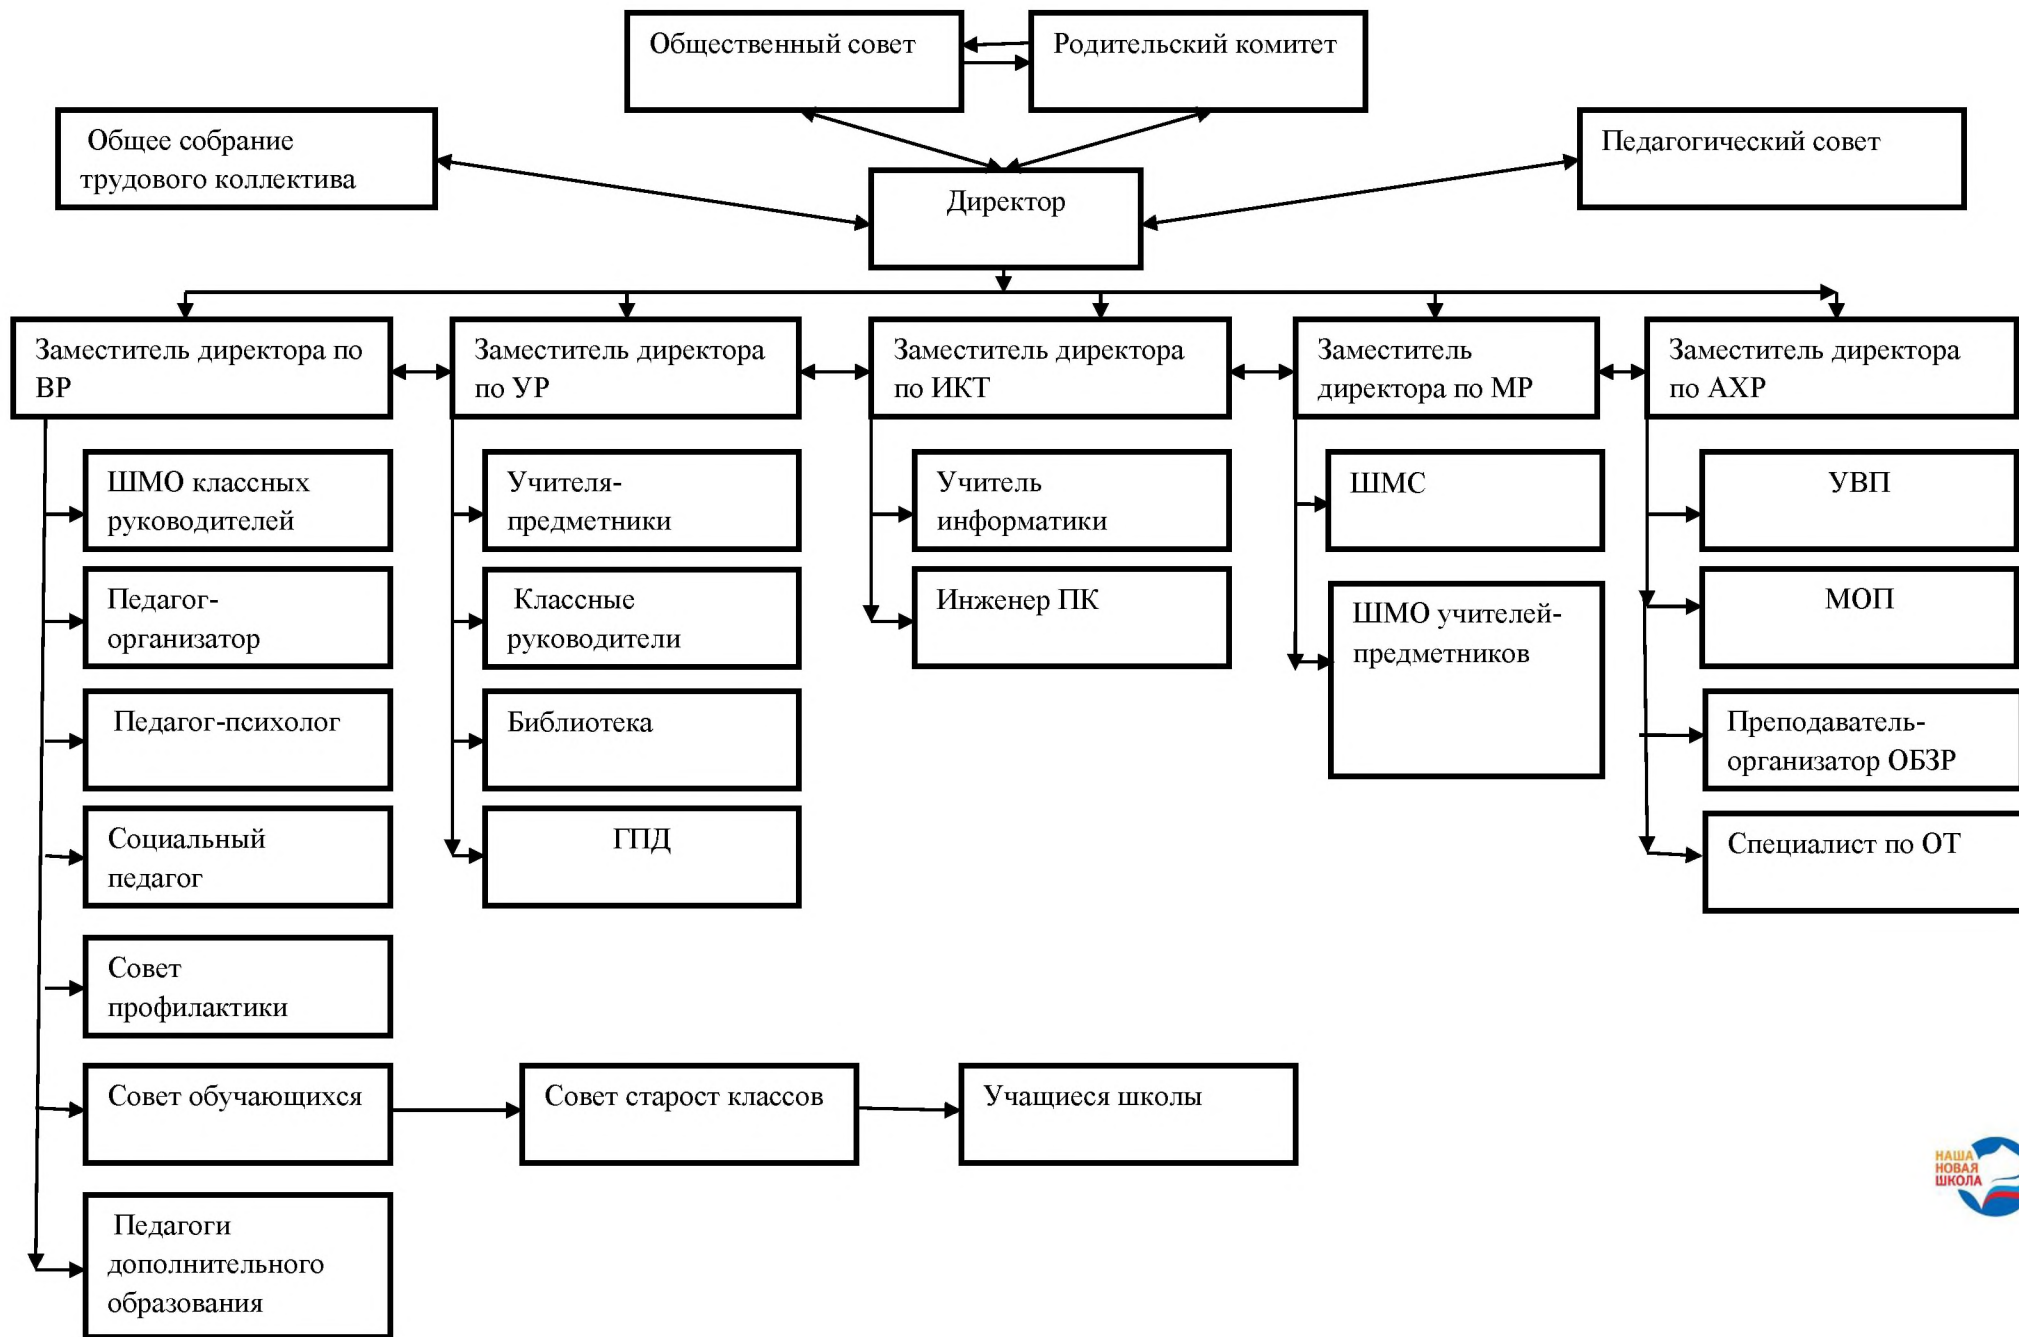 Общественный совет
Родительский комитет
Общее собрание
трудового коллектива
Педагогический совет
Директор
Заместитель директора по
ВР
Заместитель директора
по УР
Заместитель директора
по ИКТ
Заместитель
директора по МР
Заместитель директора
по АХР
ШМО классных
руководителей
Педагог-
организатор
Педагог-психолог
Социальный
педагог
Совет
профилактики
Совет обучающихся
Педагоги
дополнительного
образования
Учителя-
предметники
Классные
руководители
Библиотека
ГПД
Учитель
информатики
Инженер ПК
ШМС
ШМО учителей-
предметников
УВП
МОП
Преподаватель-
организатор ОБЗР
Специалист по ОТ
Совет старост классов
Учащиеся школы
НАША
НОВАЯ
ШКОЛА